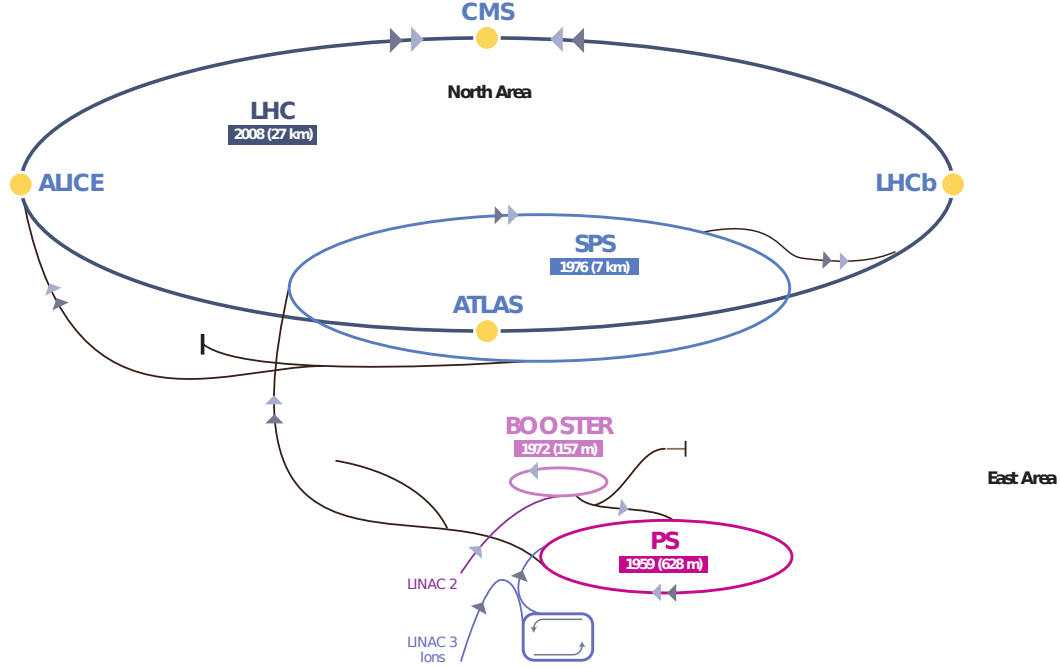 CMS
North Area
LHC
2008 (27 km)
ALICE
LHCb
SPS
1976 (7 km)
ATLAS
BOOSTER
1972 (157 m)
East Area
PS
1959 (628 m)
LINAC 2
LINAC 3
Ions